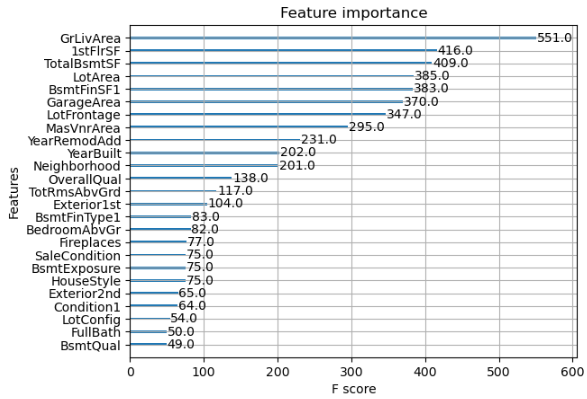 Feature importance
GrLivArea 551.0
1stFlrSF 416.0
TotalBsmtSF 409.0
LotArea 385.0
BsmtFinSF1 383.0
GarageArea 370.0
LotFrontage 347.0
MasVnrArea 295.0
YearRemodAdd 231.0
YearBuilt 202.0
Neighborhood 201.0
OverallQual 138.0
TotRmsAbvGrd 117.0
Exterior1st 104.0
BsmtFinType1 83.0
BedroomAbvGr 82.0
Fireplaces 77.0
SaleCondition 75.0
BsmtExposure 75.0
HouseStyle 75.0
Exterior2nd 65.0
Condition1 64.0
LotConfig 54.0
FullBath 50.0
BsmtQual 49.0
Features
0 100 200 300 400 500 600
F score